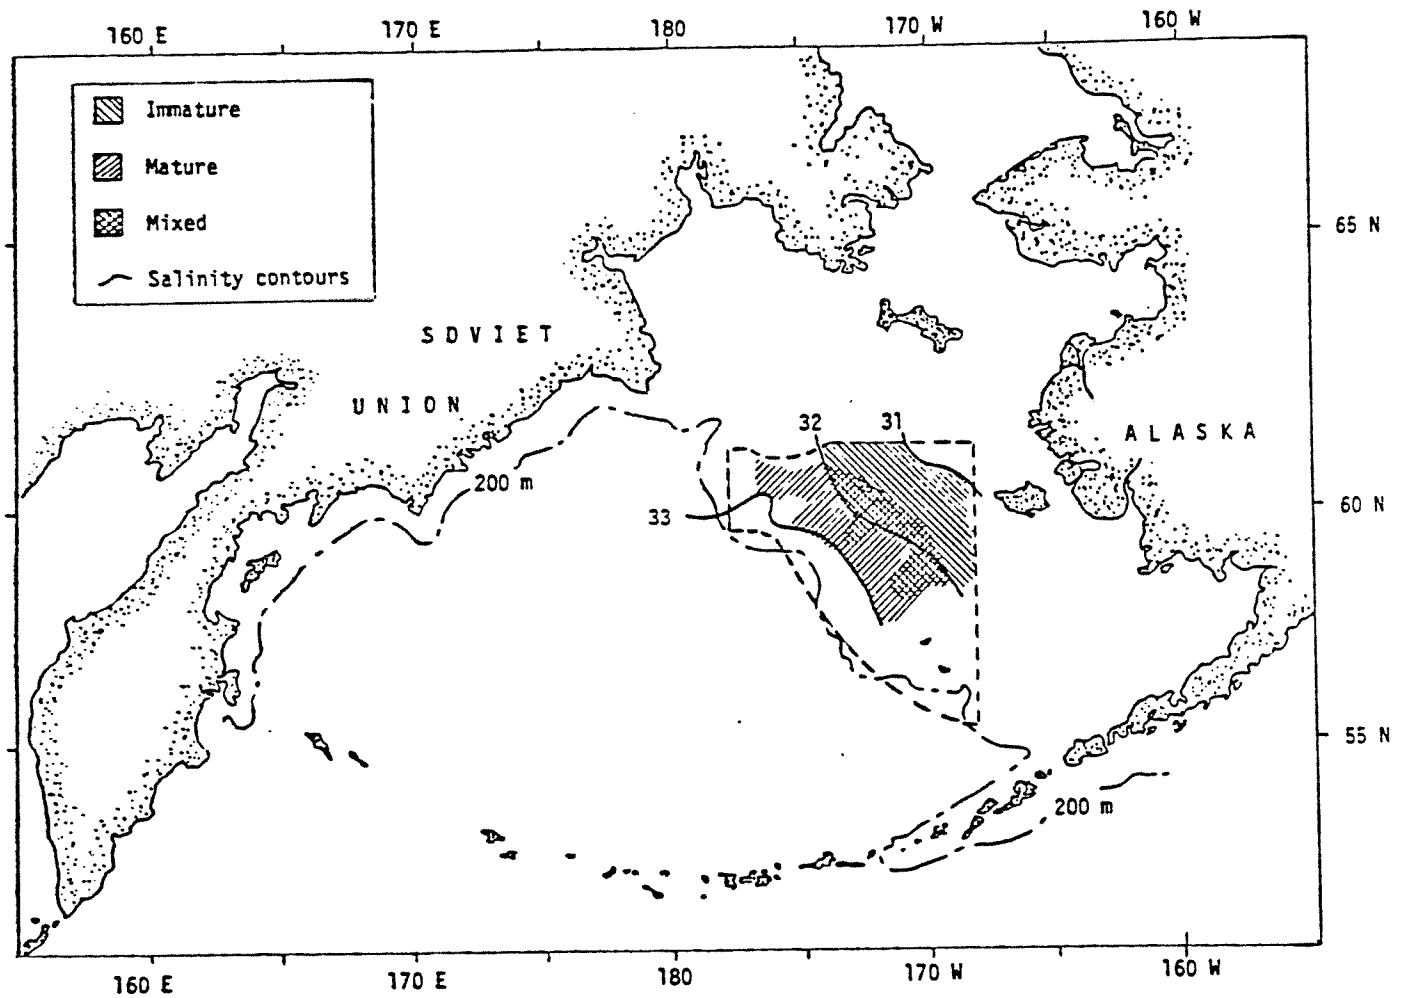 160 E 170 E 180 170 W 160 W
Immature
Mature
Mixed
Salinity contours
65 N
SOVIET
UNION
32 31
ALASKA
200 m
60 N
33
55 N
200 m
160 E 170 E 180 170 W 160 W